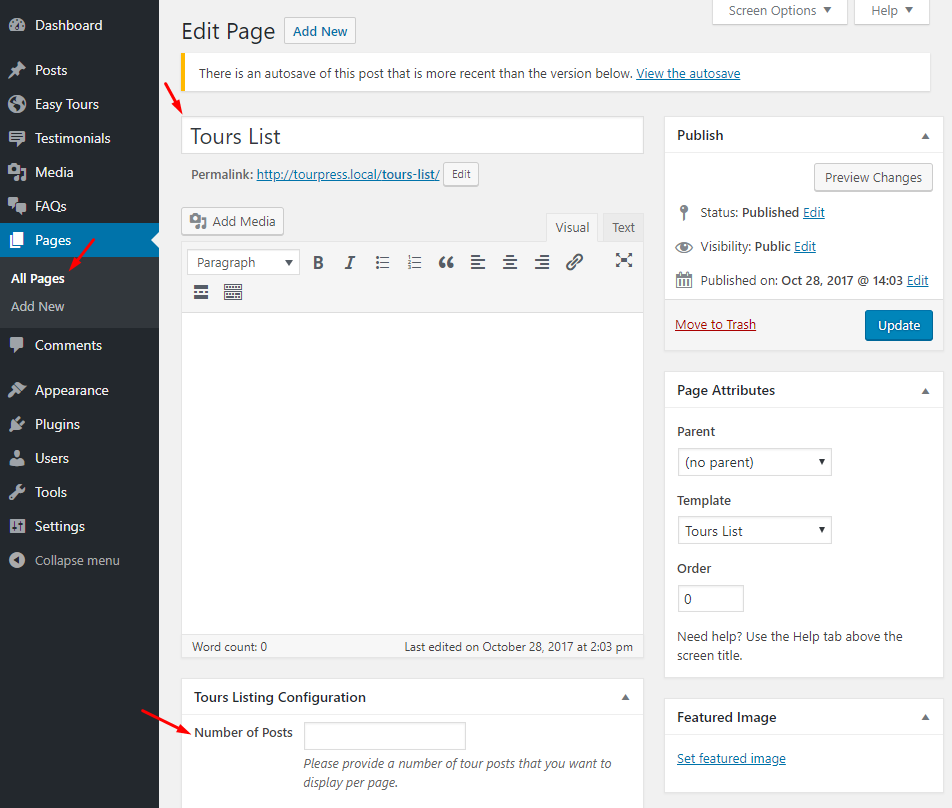 Dashboard
Posts
Easy Tours
Testimonials
Media
FAQs
Pages
All Pages
Add New
Comments
Appearance
Plugins
Users
Tools
Settings
Collapse menu
Screen Options
Help
Edit Page
Add New
There is an autosave of this post that is more recent than the version below. View the autosave
Tours List
Permalink: http://tourpress.local/tours-list/ Edit
Add Media
Visual
Text
Paragraph
B I
Word count: 0
Last edited on October 28, 2017 at 2:03 pm
Tours Listing Configuration
Number of Posts
Please provide a number of tour posts that you want to
display per page.
Publish
Preview Changes
Status: Published Edit
Visibility: Public Edit
Published on: Oct 28, 2017 @ 14:03 Edit
Move to Trash
Update
Page Attributes
Parent
(no parent)
Template
Tours List
Order
0
Need help? Use the Help tab above the
screen title.
Featured Image
Set featured image